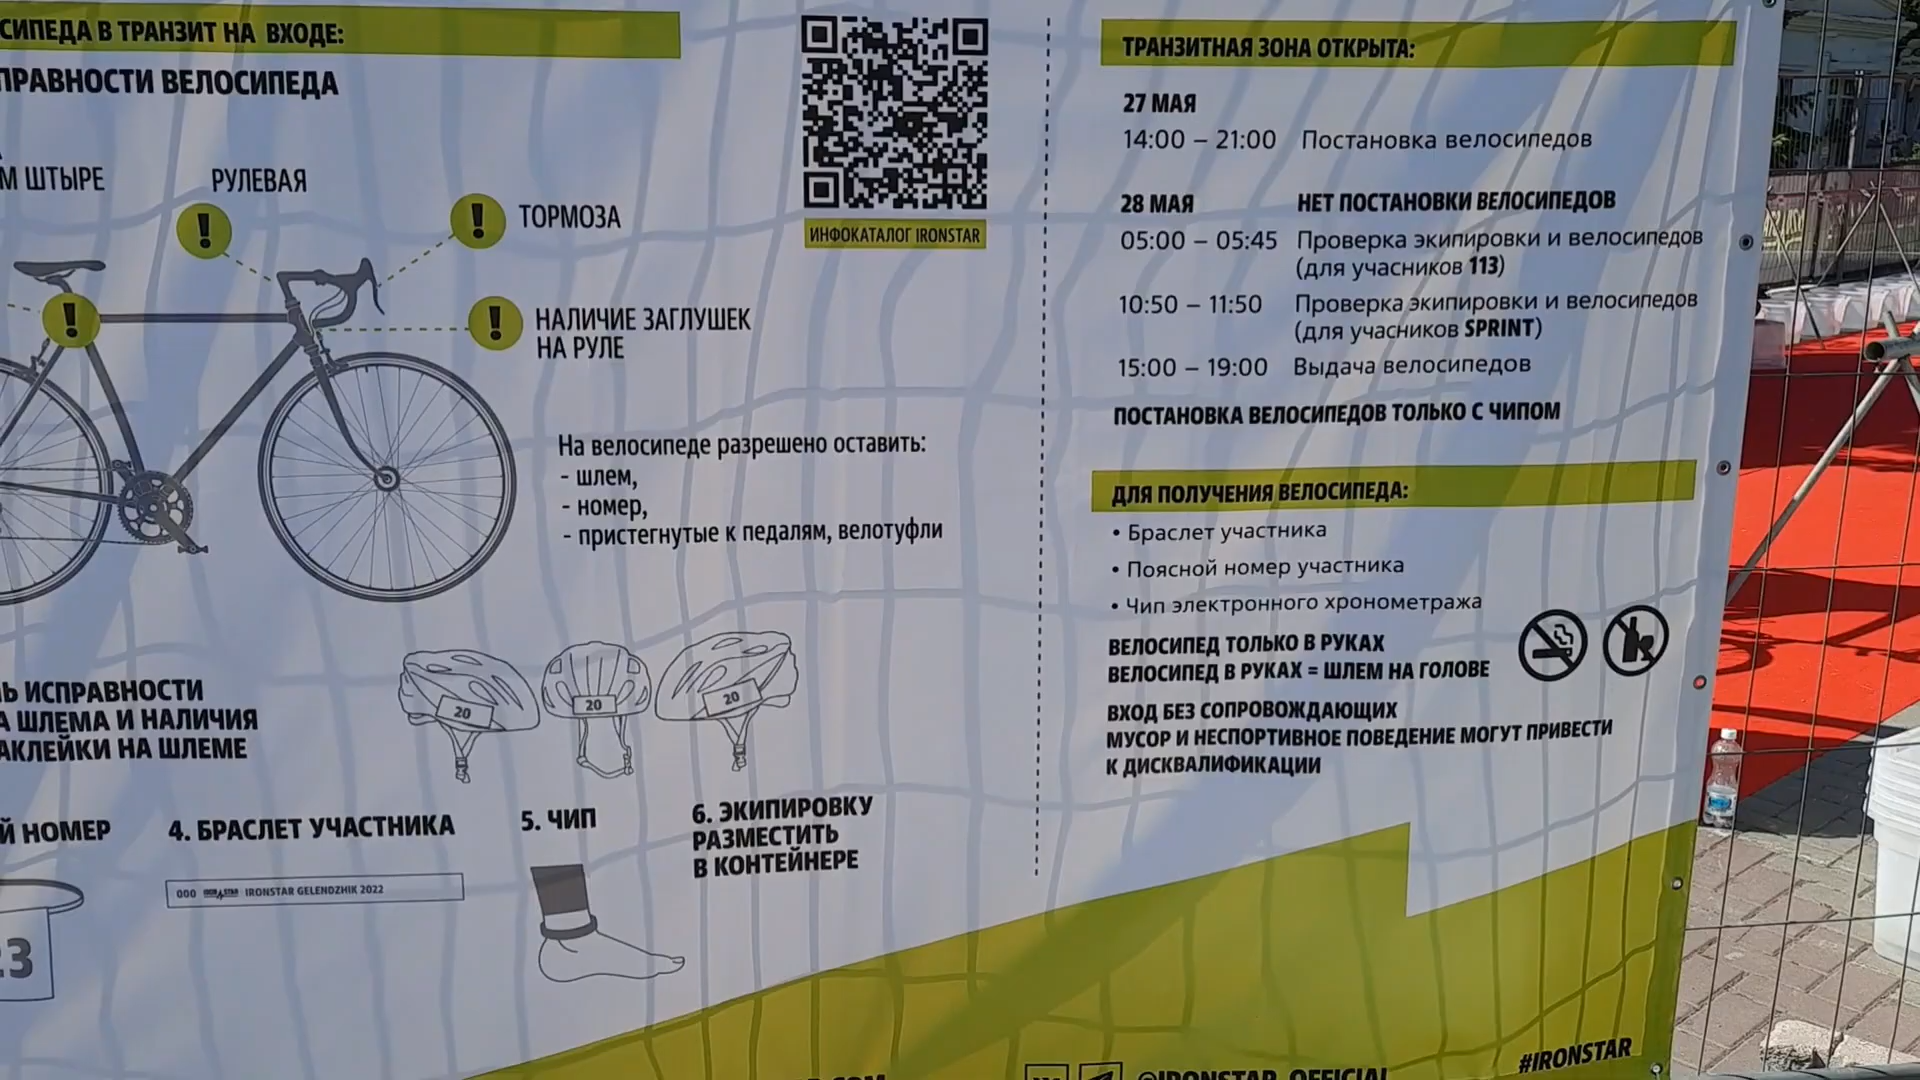 СИПЕДА В ТРАНЗИТ НА ВХОДЕ:
ПРАВНОСТИ ВЕЛОСИПЕДА
М ШТЫРЕ
РУЛЕВАЯ
ТОРМОЗА
НАЛИЧИЕ ЗАГЛУШЕК
НА РУЛЕ
ИНФОКАТАЛОГ IRONSTAR
На велосипеде разрешено оставить:
- шлем,
- номер,
- пристегнутые к педалям, велотуфли
Ь ИСПРАВНОСТИ
А ШЛЕМА И НАЛИЧИЯ
АКЛЕЙКИ НА ШЛЕМЕ
20
20
20
Й НОМЕР
23
4. БРАСЛЕТ УЧАСТНИКА
000 IRONSTAR IRONSTAR GELENDZHIK 2022
5. ЧИП
6. ЭКИПИРОВКУ
РАЗМЕСТИТЬ
В КОНТЕЙНЕРЕ
ТРАНЗИТНАЯ ЗОНА ОТКРЫТА:
27 МАЯ
14:00 – 21:00 Постановка велосипедов
28 МАЯ НЕТ ПОСТАНОВКИ ВЕЛОСИПЕДОВ
05:00 – 05:45 Проверка экипировки и велосипедов
(для учасников 113)
10:50 – 11:50 Проверка экипировки и велосипедов
(для учасников SPRINT)
15:00 – 19:00 Выдача велосипедов
ПОСТАНОВКА ВЕЛОСИПЕДОВ ТОЛЬКО С ЧИПОМ
ДЛЯ ПОЛУЧЕНИЯ ВЕЛОСИПЕДА:
• Браслет участника
• Поясной номер участника
• Чип электронного хронометража
ВЕЛОСИПЕД ТОЛЬКО В РУКАХ
ВЕЛОСИПЕД В РУКАХ = ШЛЕМ НА ГОЛОВЕ
ВХОД БЕЗ СОПРОВОЖДАЮЩИХ
МУСОР И НЕСПОРТИВНОЕ ПОВЕДЕНИЕ МОГУТ ПРИВЕСТИ
К ДИСКВАЛИФИКАЦИИ
.COM
@IRONSTAR_OFFICIAL
#IRONSTAR